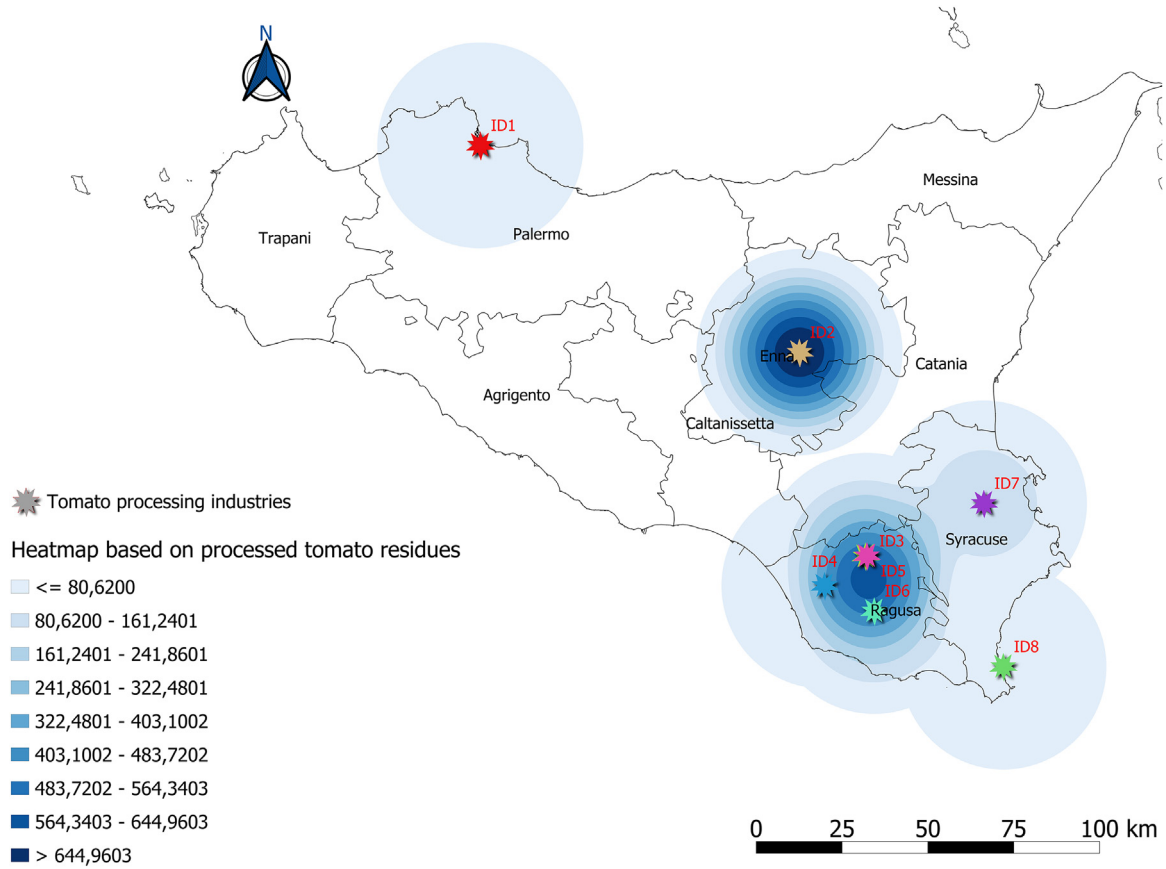 N
ID1
Messina
Trapani
Palermo
ID2
Enna
Catania
Agrigento
Caltanissetta
ID7
Syracuse
ID3
ID4
ID5
ID6
Ragusa
ID8
Tomato processing industries
Heatmap based on processed tomato residues
<= 80,6200
80,6200 - 161,2401
161,2401 - 241,8601
241,8601 - 322,4801
322,4801 - 403,1002
403,1002 - 483,7202
483,7202 - 564,3403
564,3403 - 644,9603
> 644,9603
0 25 50 75 100 km